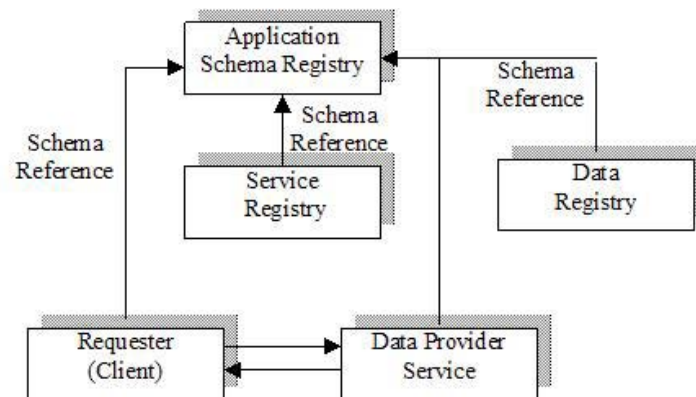 Application
Schema Registry
Schema
Reference
Schema
Reference
Schema
Reference
Service
Registry
Data
Registry
Requester
(Client)
Data Provider
Service